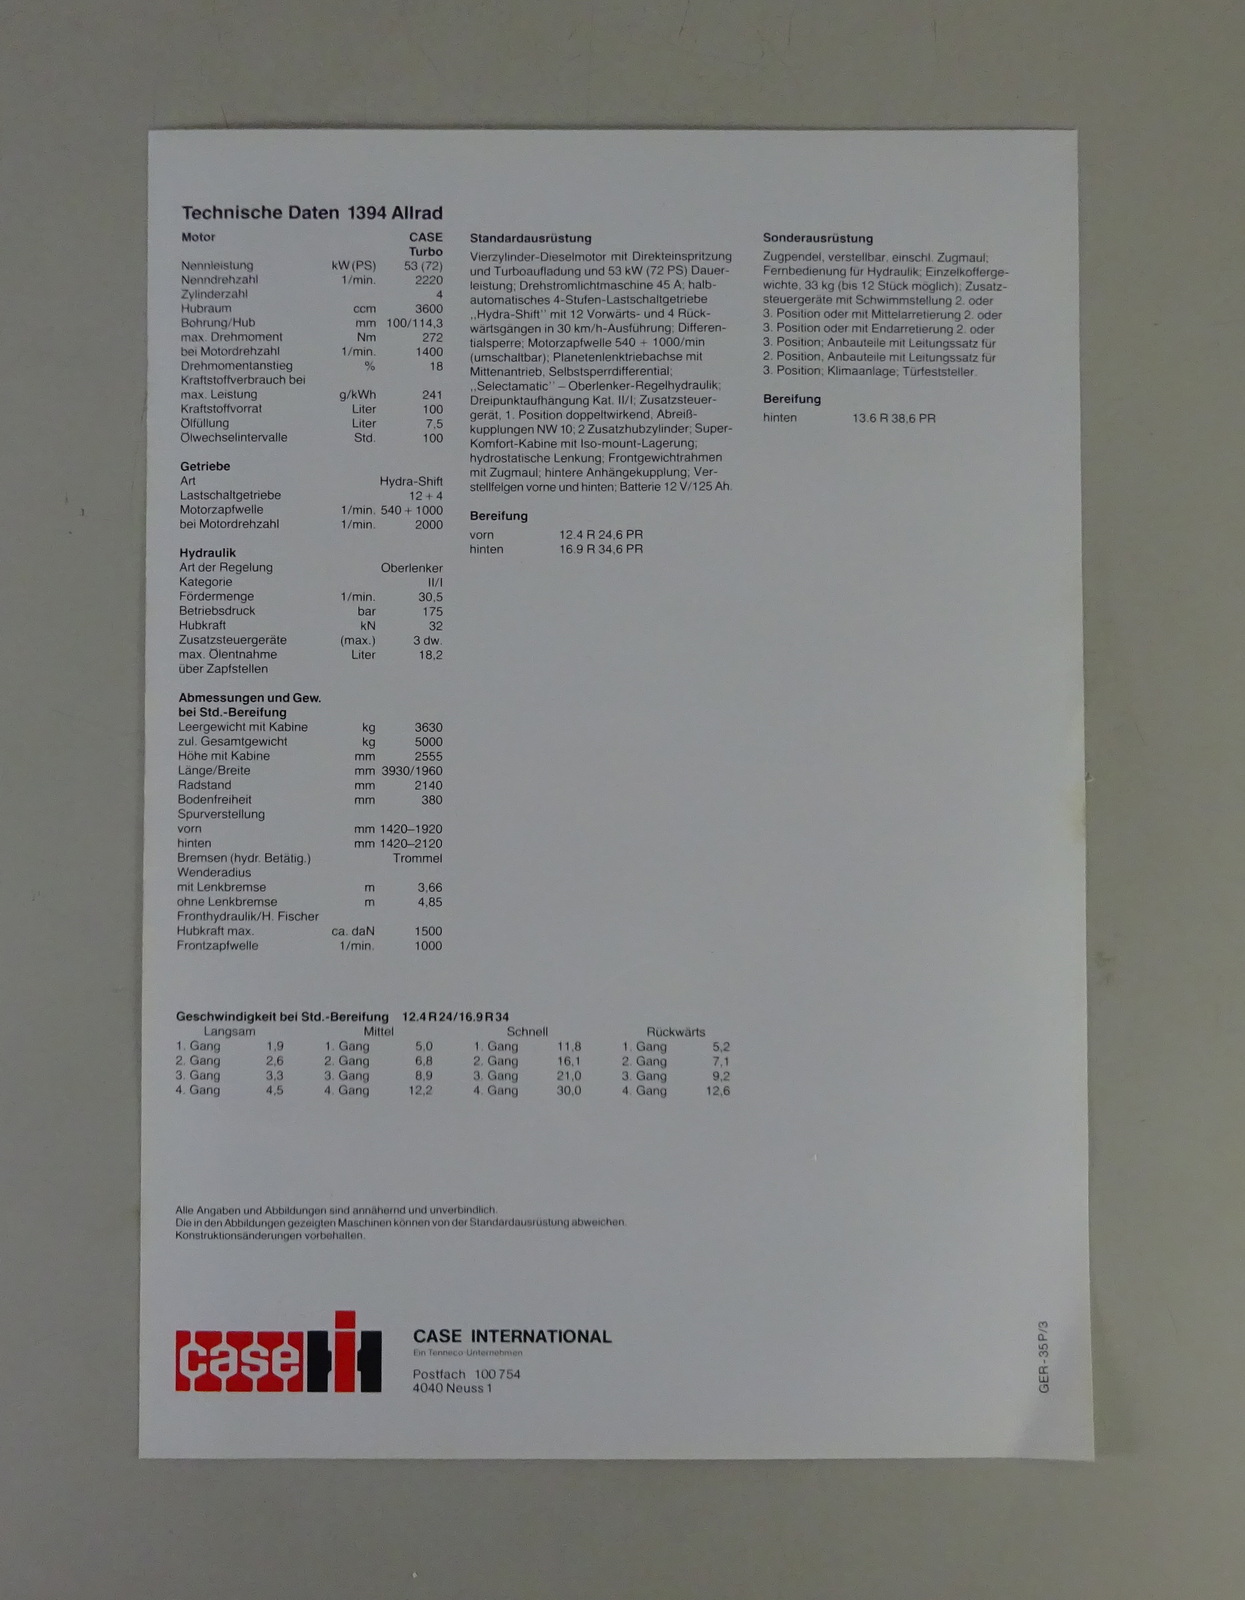 Technische Daten 1394 Allrad
Motor CASE
Turbo
Nennleistung kW(PS) 53 (72)
Nenndrehzahl 1/min. 2220
Zylinderzahl 4
Hubraum ccm 3600
Bohrung/Hub mm 100/114,3
max. Drehmoment Nm 272
bei Motordrehzahl 1/min. 1400
Drehmomentanstieg % 18
Kraftstoffverbrauch bei
max. Leistung g/kWh 241
Kraftstoffvorrat Liter 100
Ölfüllung Liter 7,5
Ölwechselintervalle Std. 100
Getriebe
Art Hydra-Shift
Lastschaltgetriebe 12 + 4
Motorzapfwelle 1/min. 540 + 1000
bei Motordrehzahl 1/min. 2000
Hydraulik
Art der Regelung Oberlenker
Kategorie II/I
Fördermenge 1/min. 30,5
Betriebsdruck bar 175
Hubkraft kN 32
Zusatzsteuergeräte (max.) 3 dw.
max. Ölentnahme Liter 18,2
über Zapfstellen
Abmessungen und Gew.
bei Std.-Bereifung
Leergewicht mit Kabine kg 3630
zul. Gesamtgewicht kg 5000
Höhe mit Kabine mm 2555
Länge/Breite mm 3930/1960
Radstand mm 2140
Bodenfreiheit mm 380
Spurverstellung
vorn mm 1420–1920
hinten mm 1420–2120
Bremsen (hydr. Betätig.) Trommel
Wenderadius
mit Lenkbremse m 3,66
ohne Lenkbremse m 4,85
Fronthydraulik/H. Fischer
Hubkraft max. ca. daN 1500
Frontzapfwelle 1/min. 1000
Standardausrüstung
Vierzylinder-Dieselmotor mit Direkteinspritzung
und Turboaufladung und 53 kW (72 PS) Dauer-
leistung; Drehstromlichtmaschine 45 A; halb-
automatisches 4-Stufen-Lastschaltgetriebe
„Hydra-Shift'' mit 12 Vorwärts- und 4 Rück-
wärtsgängen in 30 km/h-Ausführung; Differen-
tialsperre; Motorzapfwelle 540 + 1000/min
(umschaltbar); Planetenlenktriebachse mit
Mittenantrieb, Selbstsperrdifferential;
„Selectamatic'' – Oberlenker-Regelhydraulik;
Dreipunktaufhängung Kat. II/I; Zusatzsteuer-
gerät, 1. Position doppeltwirkend, Abreiß-
kupplungen NW 10; 2 Zusatzhubzylinder; Super-
Komfort-Kabine mit Iso-mount-Lagerung;
hydrostatische Lenkung; Frontgewichtrahmen
mit Zugmaul; hintere Anhängekupplung; Ver-
stellfelgen vorne und hinten; Batterie 12 V/125 Ah.
Bereifung
vorn 12.4 R 24,6 PR
hinten 16.9 R 34,6 PR
Sonderausrüstung
Zugpendel, verstellbar, einschl. Zugmaul;
Fernbedienung für Hydraulik; Einzelkofferge-
wichte, 33 kg (bis 12 Stück möglich); Zusatz-
steuergeräte mit Schwimmstellung 2. oder
3. Position oder mit Mittelarretierung 2. oder
3. Position oder mit Endarretierung 2. oder
3. Position; Anbauteile mit Leitungssatz für
2. Position, Anbauteile mit Leitungssatz für
3. Position; Klimaanlage; Türfeststeller.
Bereifung
hinten 13.6 R 38,6 PR
Geschwindigkeit bei Std.-Bereifung 12.4 R 24/16.9 R 34
Langsam Mittel Schnell Rückwärts
1. Gang 1,9 1. Gang 5,0 1. Gang 11,8 1. Gang 5,2
2. Gang 2,6 2. Gang 6,8 2. Gang 16,1 2. Gang 7,1
3. Gang 3,3 3. Gang 8,9 3. Gang 21,0 3. Gang 9,2
4. Gang 4,5 4. Gang 12,2 4. Gang 30,0 4. Gang 12,6
Alle Angaben und Abbildungen sind annähernd und unverbindlich.
Die in den Abbildungen gezeigten Maschinen können von der Standardausrüstung abweichen.
Konstruktionsänderungen vorbehalten.
case IH
CASE INTERNATIONAL
Ein Tenneco-Unternehmen
Postfach 100 754
4040 Neuss 1
GER - 35 P/3